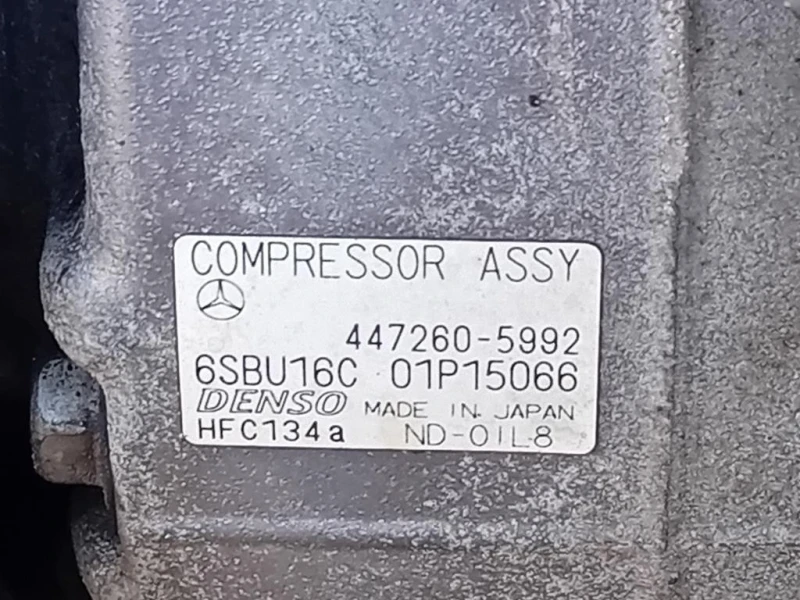 COMPRESSOR ASSY
447260-5992
6SBU16C 01P15066
DENSO MADE IN JAPAN
HFC134a ND-OIL8